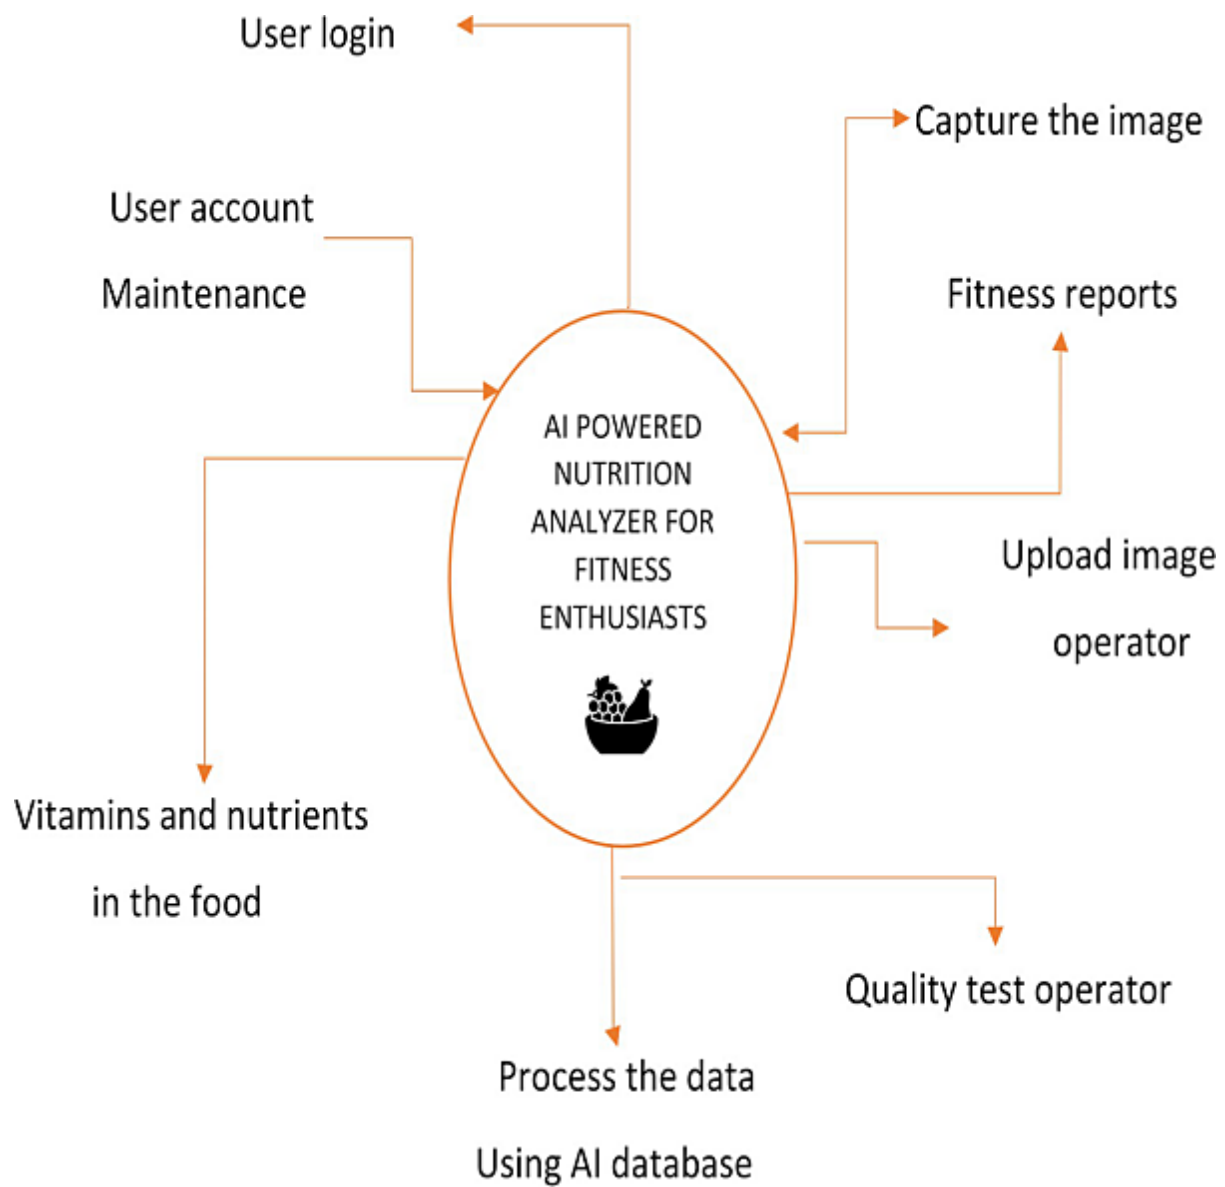 User login
Capture the image
User account
Maintenance
Fitness reports
AI POWERED
NUTRITION
ANALYZER FOR
FITNESS
ENTHUSIASTS
Upload image
operator
Vitamins and nutrients
in the food
Quality test operator
Process the data
Using AI database